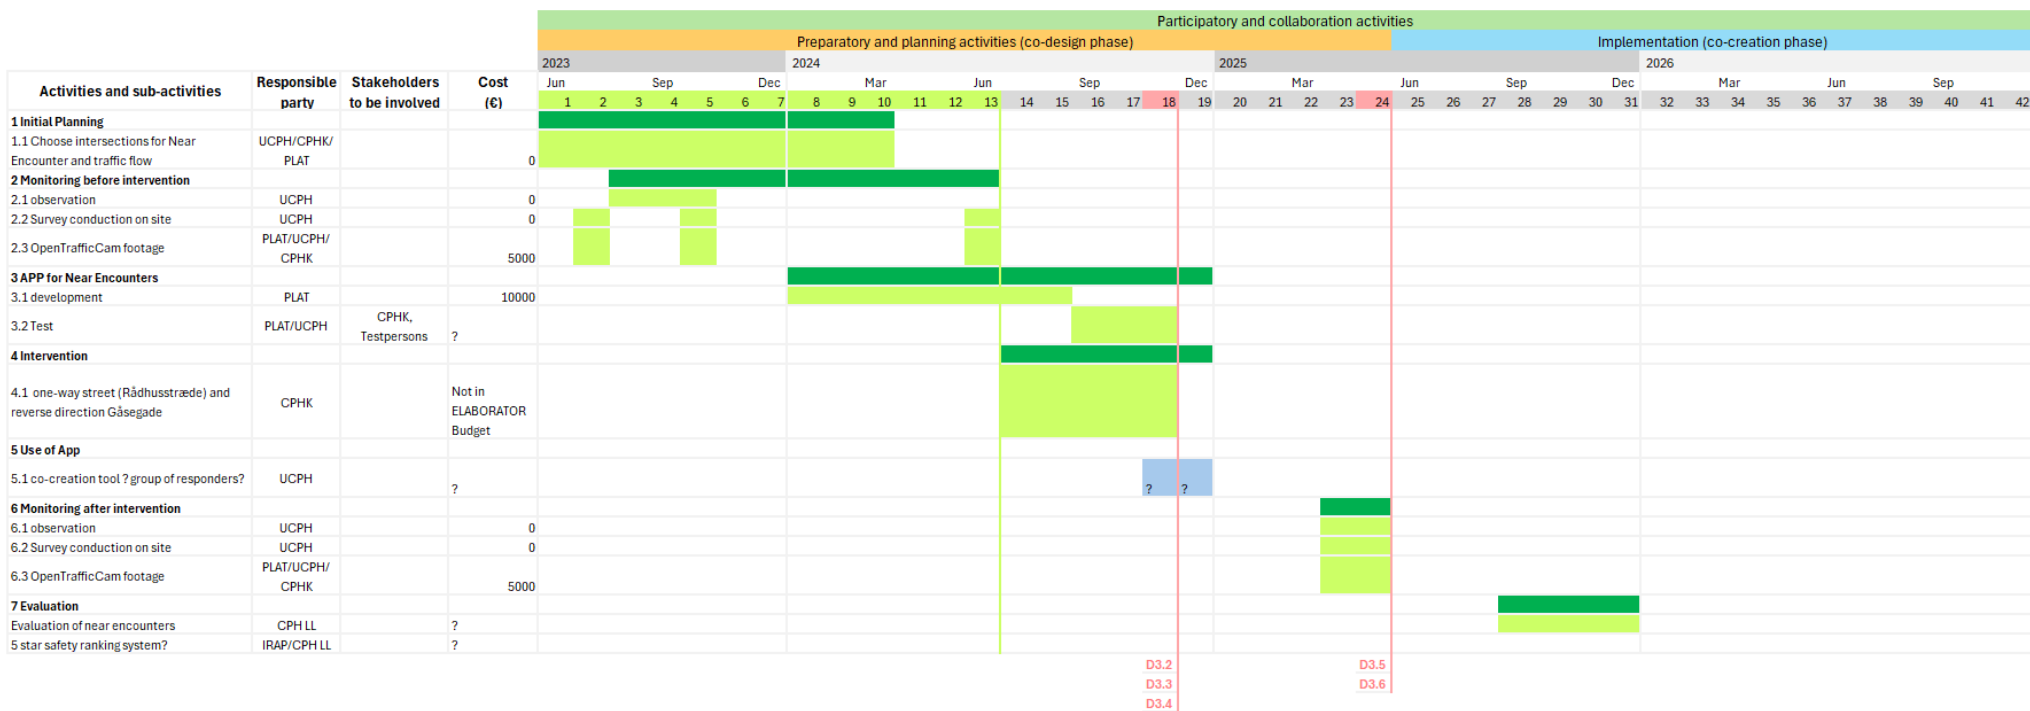 Participatory and collaboration activities
Preparatory and planning activities (co-design phase) Implementation (co-creation phase)
2023 2024 2025 2026
Activities and sub-activities Responsible party Stakeholders to be involved Cost (€) Jun Sep Dec Mar Jun Sep Dec Mar Jun Sep Dec Mar Jun Sep
1 2 3 4 5 6 7 8 9 10 11 12 13 14 15 16 17 18 19 20 21 22 23 24 25 26 27 28 29 30 31 32 33 34 35 36 37 38 39 40 41 42
1 Initial Planning
1.1 Choose intersections for Near UCPH/CPHK/
Encounter and traffic flow PLAT 0
2 Monitoring before intervention
2.1 observation UCPH 0
2.2 Survey conduction on site UCPH 0
2.3 OpenTrafficCam footage PLAT/UCPH/
CPHK 5000
3 APP for Near Encounters
3.1 development PLAT 10000
3.2 Test PLAT/UCPH CPHK,
Testpersons ?
4 Intervention
4.1 one-way street (Rådhusstræde) and
reverse direction Gåsegade CPHK Not in
ELABORATOR
Budget
5 Use of App
5.1 co-creation tool ? group of responders? UCPH ? ? ?
6 Monitoring after intervention
6.1 observation UCPH 0
6.2 Survey conduction on site UCPH 0
6.3 OpenTrafficCam footage PLAT/UCPH/
CPHK 5000
7 Evaluation
Evaluation of near encounters CPH LL ?
5 star safety ranking system? IRAP/CPH LL ?
D3.2 D3.5
D3.3 D3.6
D3.4